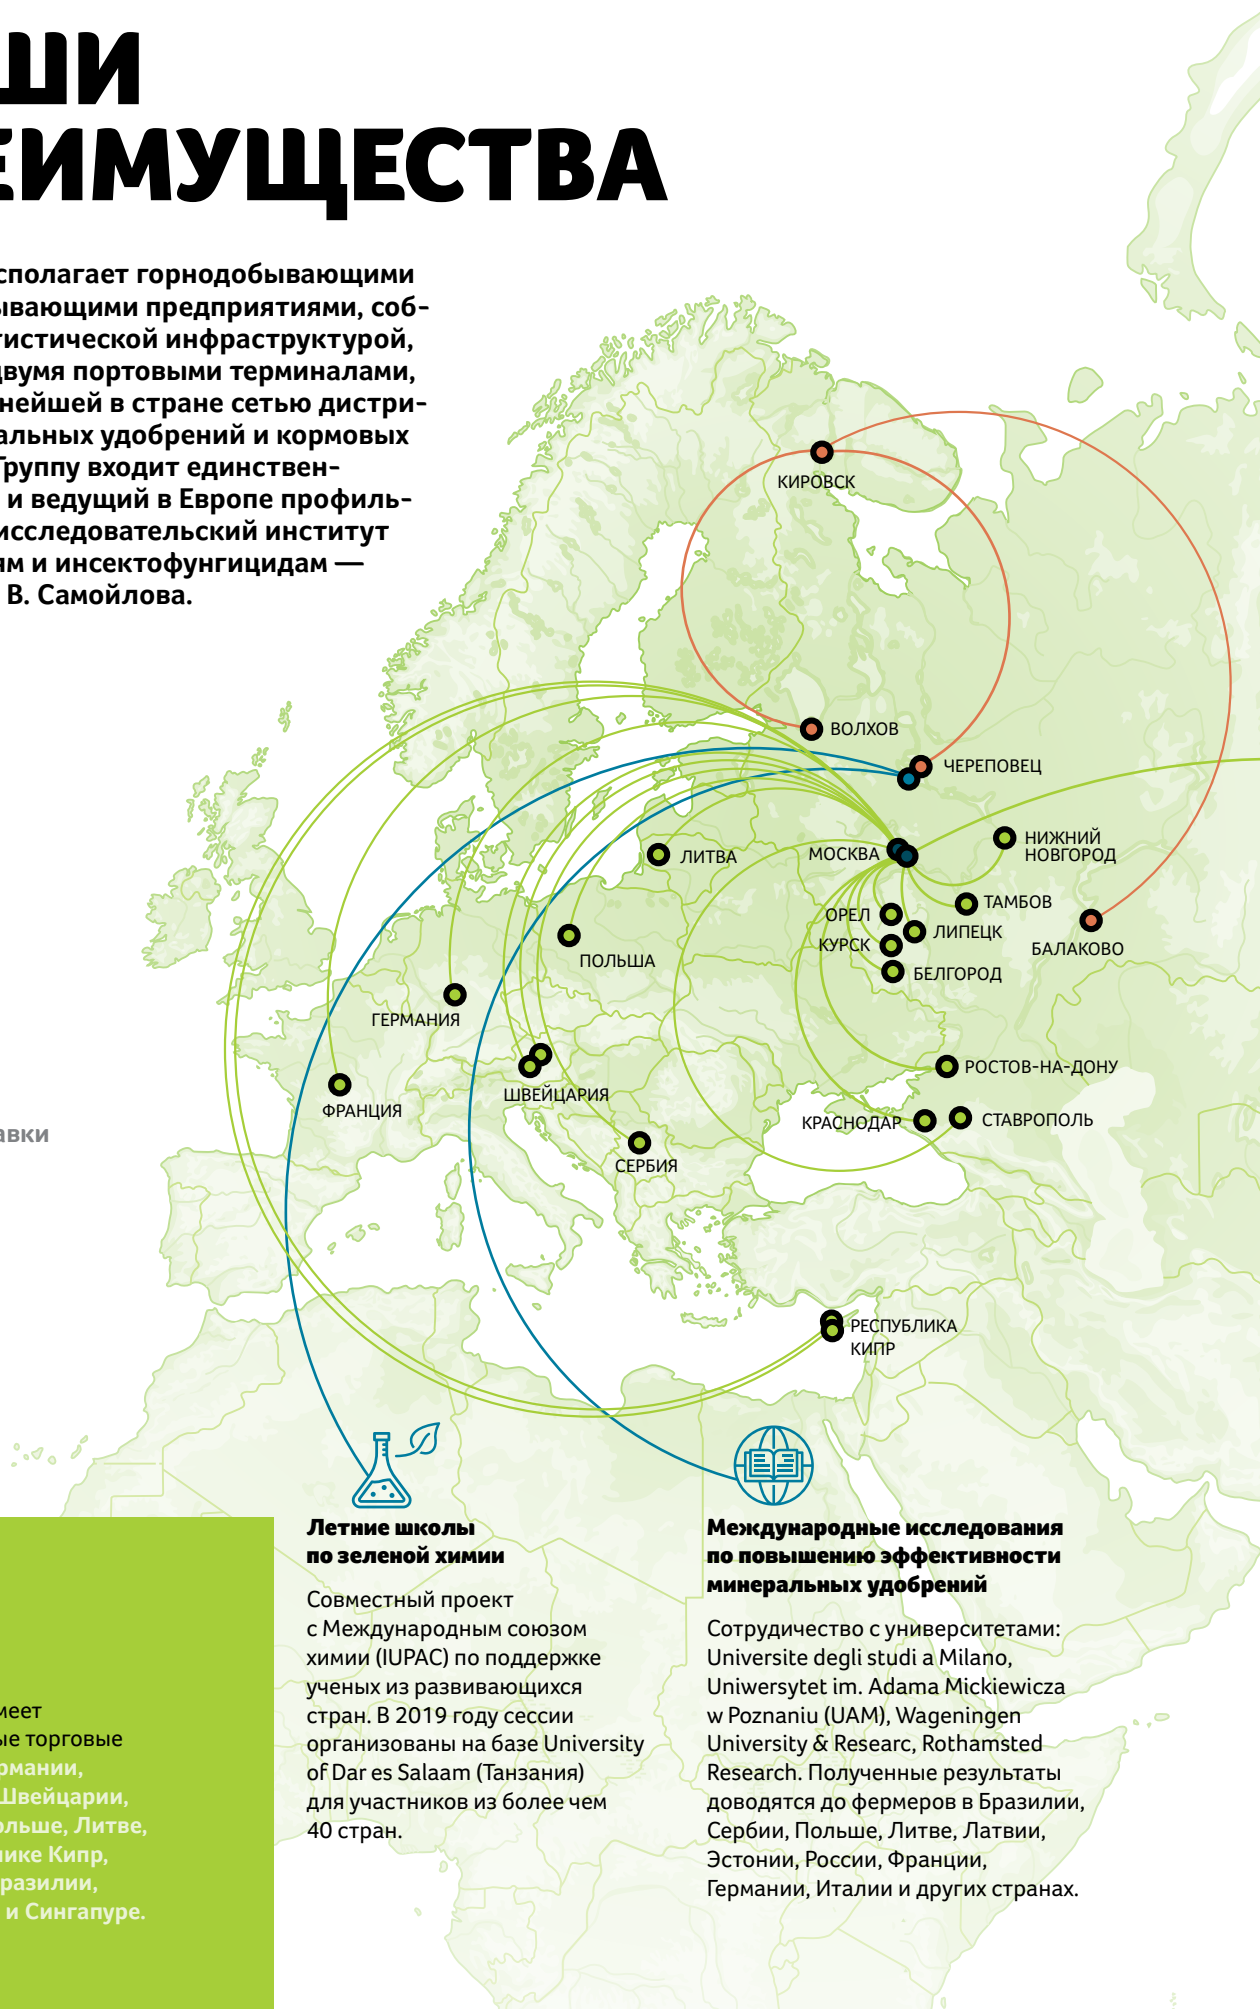 ШИ
ЕИМУЩЕСТВА
сполагает горнодобывающими
ывающими предприятиями, соб-
гистической инфраструктурой,
двумя портовыми терминалами,
нейшей в стране сетью дистри-
альных удобрений и кормовых
Группу входит единствен-
и ведущий в Европе профиль-
исследовательский институт
ям и инсектофунгицидам —
В. Самойлова.
КИРОВСК
ВОЛХОВ
ЧЕРЕПОВЕЦ
НИЖНИЙ
НОВГОРОД
МОСКВА
ЛИТВА
ТАМБОВ
ОРЕЛ
ЛИПЕЦК
КУРСК
БАЛАКОВО
ПОЛЬША
БЕЛГОРОД
ГЕРМАНИЯ
РОСТОВ-НА-ДОНУ
ШВЕЙЦАРИЯ
ФРАНЦИЯ
КРАСНОДАР
СТАВРОПОЛЬ
авки
СЕРБИЯ
РЕСПУБЛИКА
КИПР
Летние школы
по зеленой химии
Совместный проект
с Международным союзом
химии (IUPAC) по поддержке
ученых из развивающихся
стран. В 2019 году сессии
организованы на базе University
of Dar es Salaam (Танзания)
для участников из более чем
40 стран.
Международные исследования
по повышению эффективности
минеральных удобрений
Сотрудичество с университетами:
Universite degli studi a Milano,
Uniwersytet im. Adama Mickiewicza
w Poznaniu (UAM), Wageningen
University & Researc, Rothamsted
Research. Полученные результаты
доводятся до фермеров в Бразилии,
Сербии, Польше, Литве, Латвии,
Эстонии, России, Франции,
Германии, Италии и других странах.
меет
ые торговые
рмании,
Швейцарии,
ольше, Литве,
лике Кипр,
разилии,
и Сингапуре.